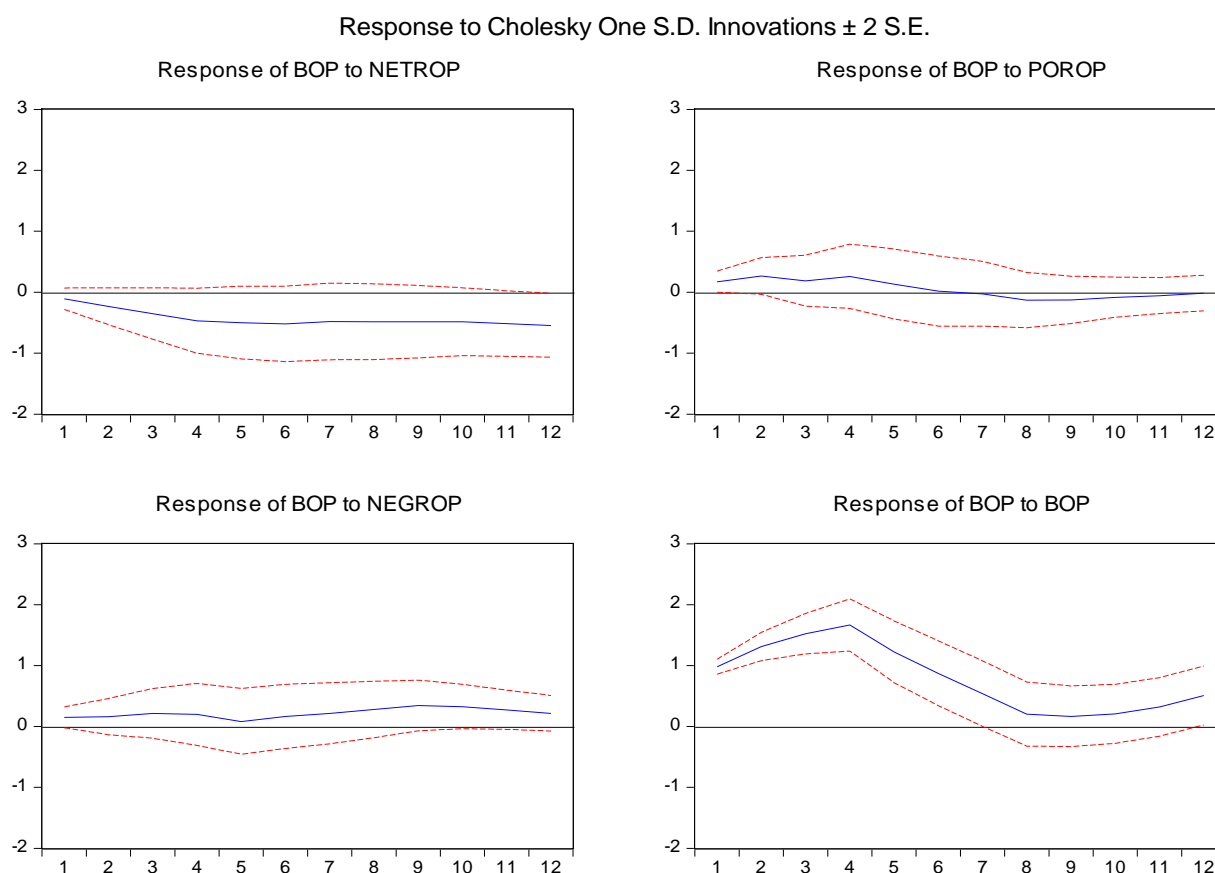 Response to Cholesky One S.D. Innovations ± 2 S.E.
Response of BOP to NETROP
3
2
1
0
-1
-2
1 2 3 4 5 6 7 8 9 10 11 12
Response of BOP to POROP
3
2
1
0
-1
-2
1 2 3 4 5 6 7 8 9 10 11 12
Response of BOP to NEGROP
3
2
1
0
-1
-2
1 2 3 4 5 6 7 8 9 10 11 12
Response of BOP to BOP
3
2
1
0
-1
-2
1 2 3 4 5 6 7 8 9 10 11 12